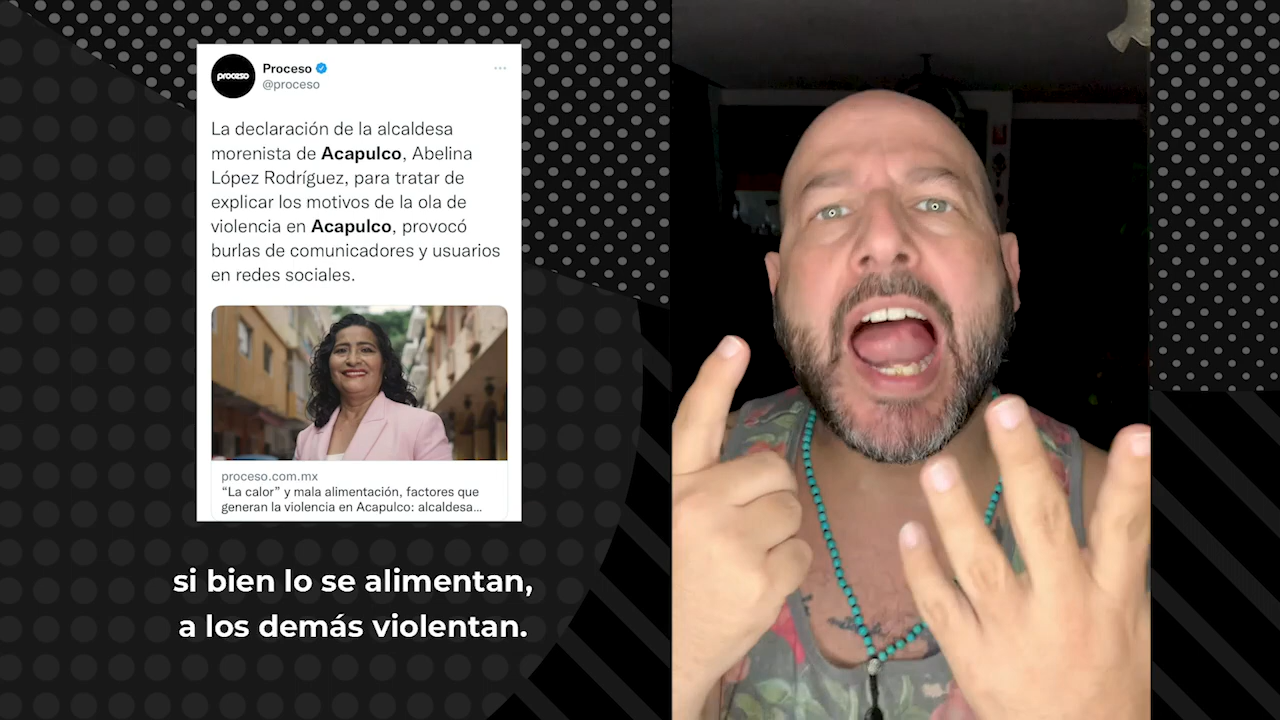 proceso
Proceso
@proceso
La declaración de la alcaldesa
morenista de Acapulco, Abelina
López Rodríguez, para tratar de
explicar los motivos de la ola de
violencia en Acapulco, provocó
burlas de comunicadores y usuarios
en redes sociales.
proceso.com.mx
“La calor” y mala alimentación, factores que
generan la violencia en Acapulco: alcaldesa...
si bien lo se alimentan,
a los demás violentan.